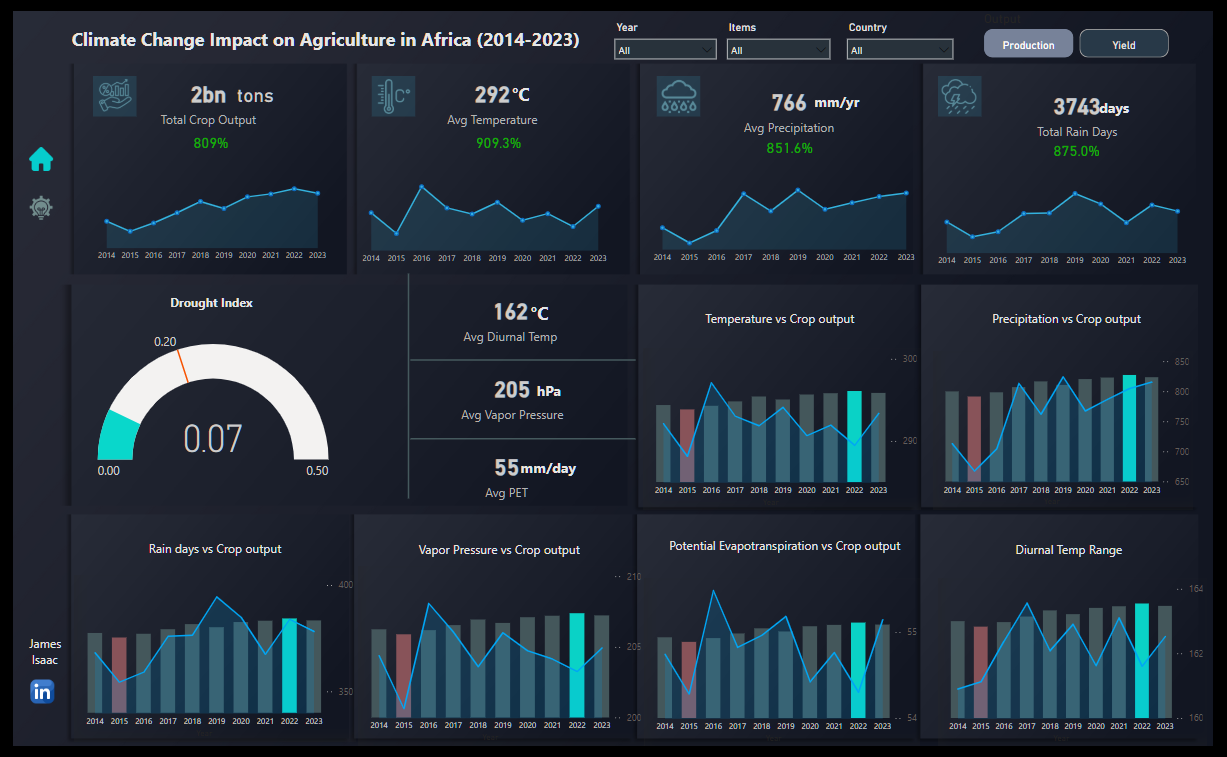 Output
Climate Change Impact on Agriculture in Africa (2014-2023)
Year
Items
Country
All
All
All
Production
Yield
2bn tons
Total Crop Output
809%
2014 2015 2016 2017 2018 2019 2020 2021 2022 2023
C°
292°C
Avg Temperature
909.3%
2014 2015 2016 2017 2018 2019 2020 2021 2022 2023
766 mm/yr
Avg Precipitation
851.6%
2014 2015 2016 2017 2018 2019 2020 2021 2022 2023
3743days
Total Rain Days
875.0%
2014 2015 2016 2017 2018 2019 2020 2021 2022 2023
Drought Index
0.20
0.07
0.00
0.50
162 °C
Avg Diurnal Temp
205 hPa
Avg Vapor Pressure
55mm/day
Avg PET
Temperature vs Crop output
300
290
2014 2015 2016 2017 2018 2019 2020 2021 2022 2023
Precipitation vs Crop output
850
800
750
700
650
2014 2015 2016 2017 2018 2019 2020 2021 2022 2023
Rain days vs Crop output
400
350
2014 2015 2016 2017 2018 2019 2020 2021 2022 2023
Vapor Pressure vs Crop output
210
205
200
2014 2015 2016 2017 2018 2019 2020 2021 2022 2023
Potential Evapotranspiration vs Crop output
55
54
2014 2015 2016 2017 2018 2019 2020 2021 2022 2023
Diurnal Temp Range
164
162
160
2014 2015 2016 2017 2018 2019 2020 2021 2022 2023
James
Isaac
in